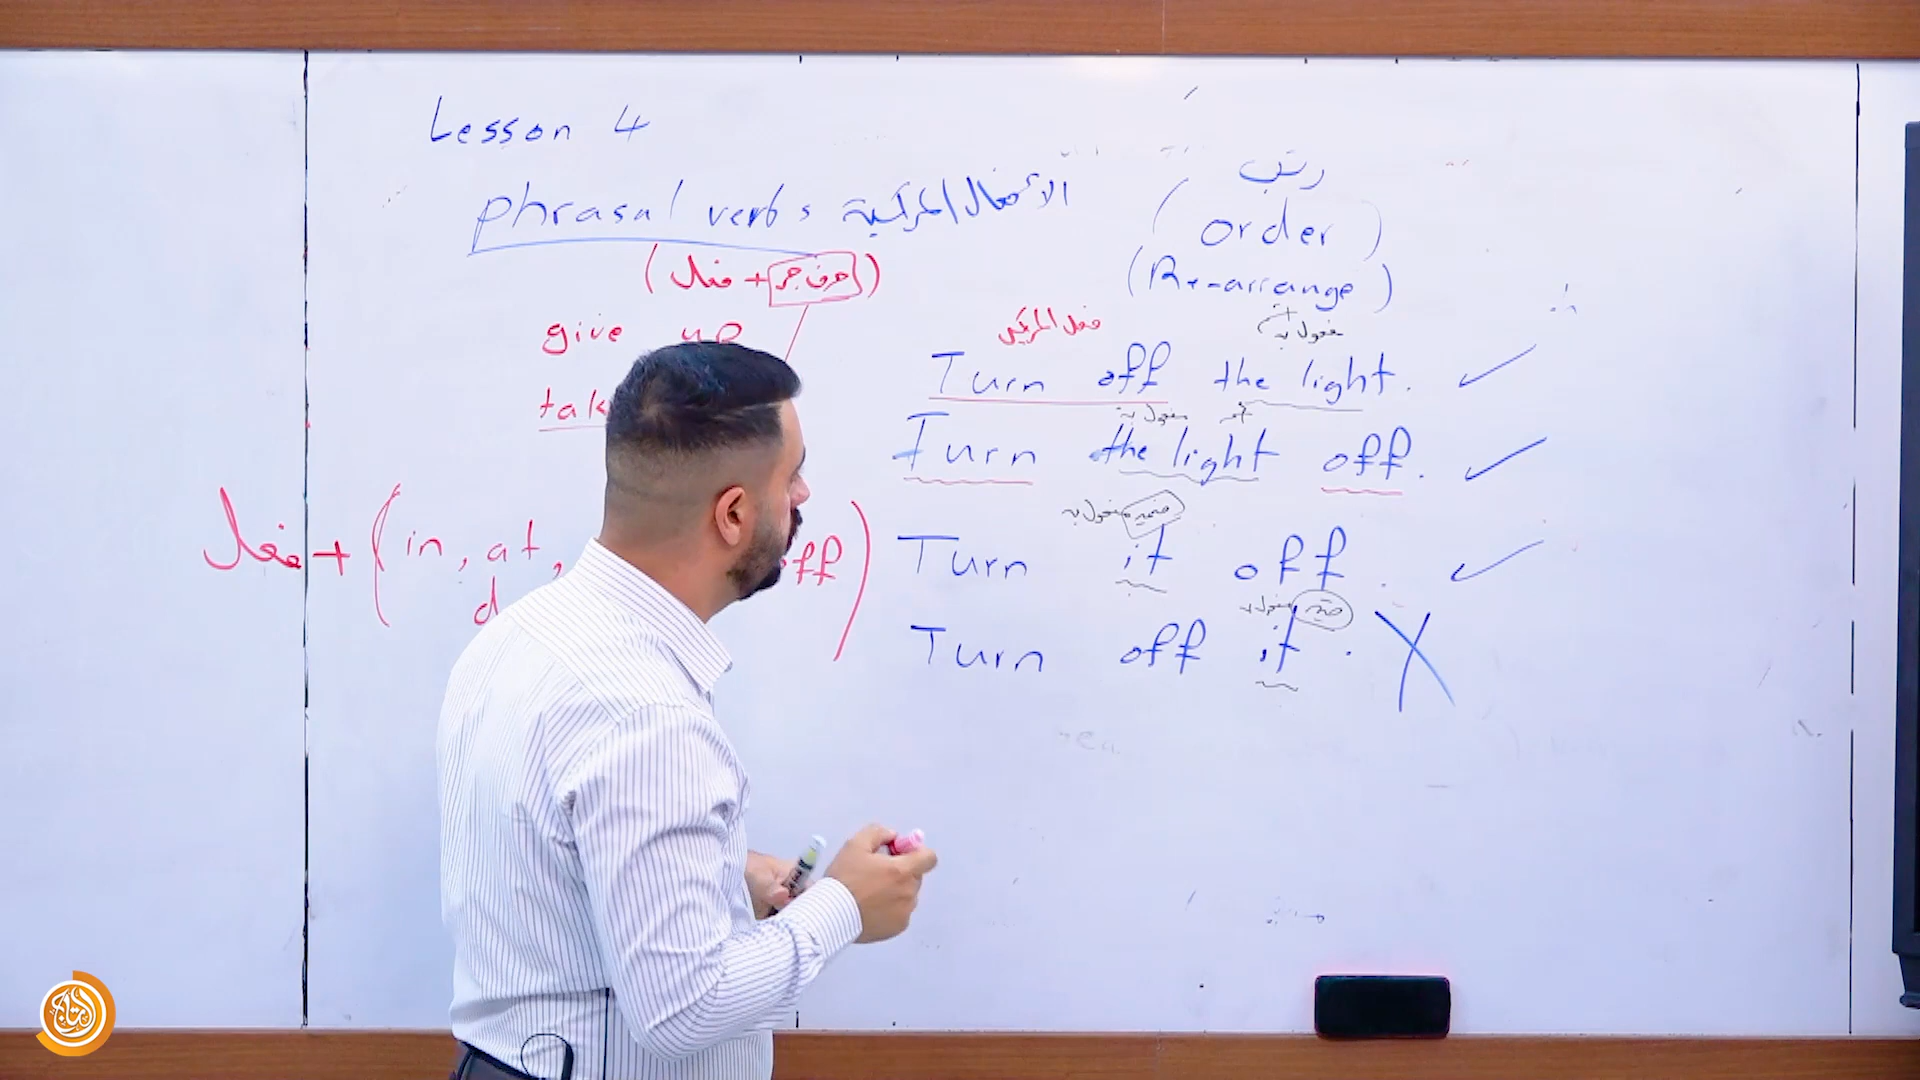 Lesson 4
phrasal verbs الأفعال المركبة
(فعل + حرف جر)
give up
tak
فعل + (in, at, off)
رتب
(order)
(Re-arrange)
فعل المركب مفعول به
Turn off the light. ✓
مفعول به
Turn the light off. ✓
ضمير مفعول به
Turn it off. ✓
ضمير مفعول به
Turn off it. X